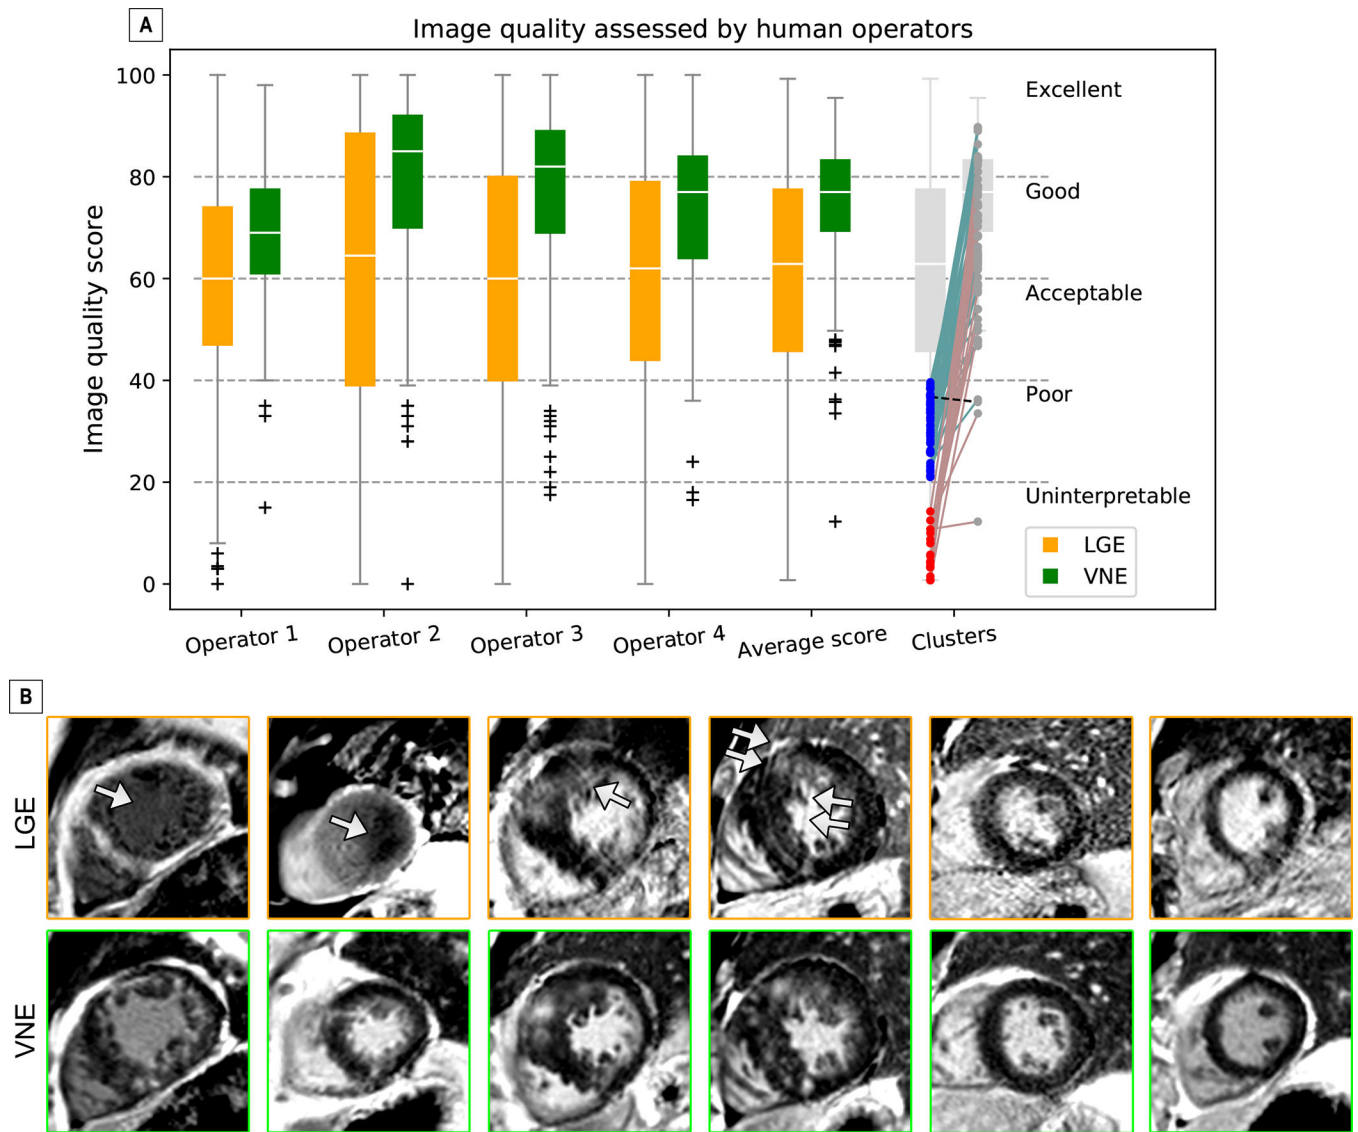 A
Image quality assessed by human operators
Image quality score
100
80
60
40
20
0
Excellent
Good
Acceptable
Poor
Uninterpretable
LGE
VNE
Operator 1
Operator 2
Operator 3
Operator 4
Average score
Clusters
B
LGE
VNE